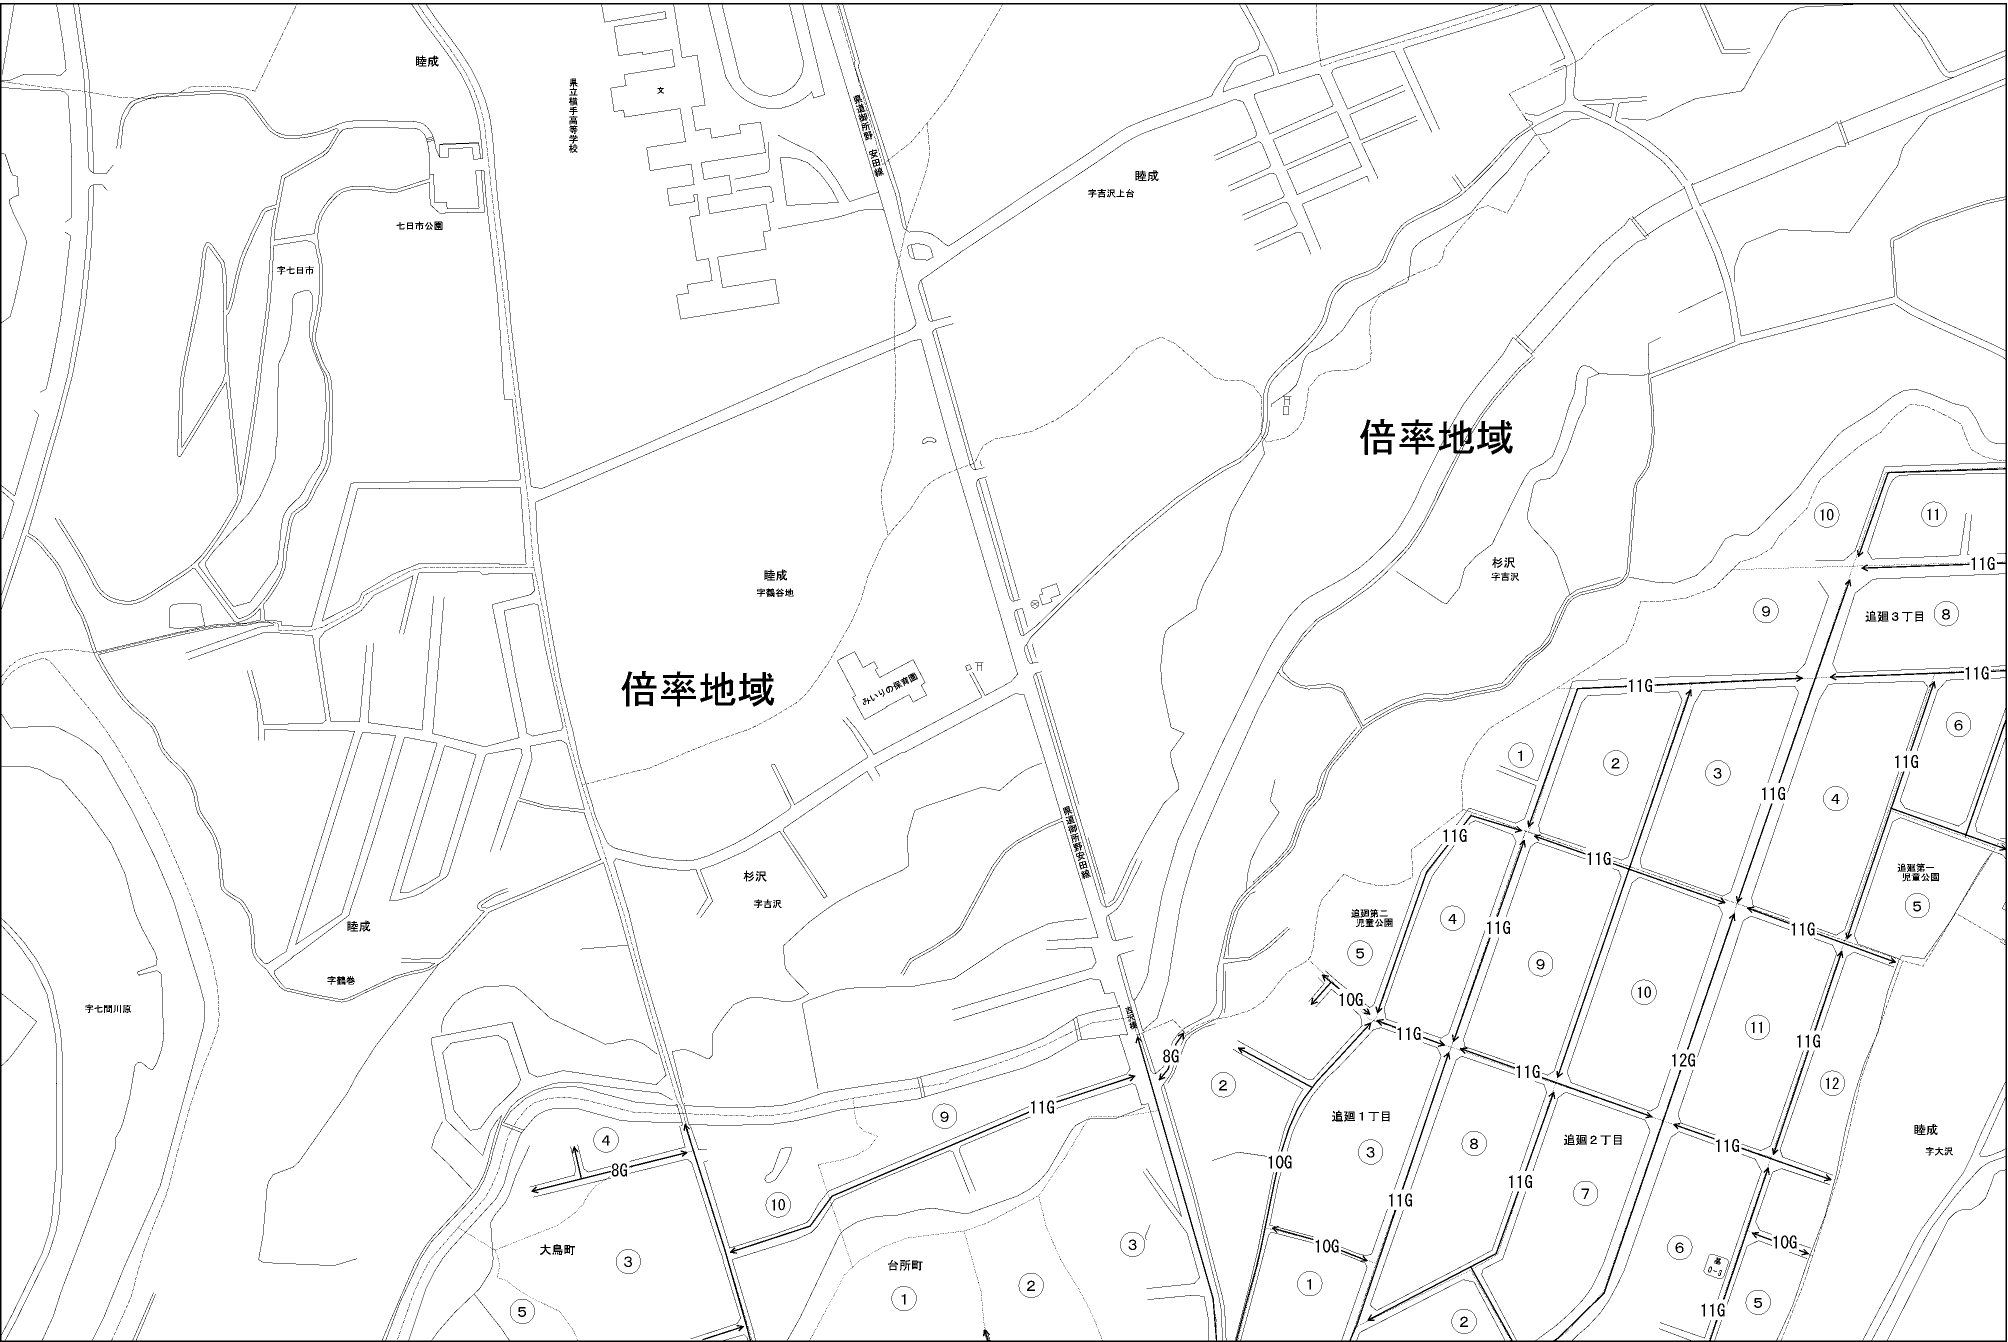 睦成
県立横手高等学校
文
県道御所野 安田線
睦成
字吉沢上台
七日市公園
字七日市
倍率地域
倍率地域
睦成
字鶴谷地
みいりの保育園
杉沢
字吉沢
10
11
11G
9
追廻3丁目
8
11G
11G
6
1
2
3
11G
4
11G
県道御所野安田線
11G
11G
追廻第一
児童公園
5
杉沢
字吉沢
追廻第二
児童公園
4
11G
5
9
11G
睦成
字鶴巻
字七間川原
10
10G
11G
11
11G
吉沢橋
8G
2
11G
12G
12
9
11G
追廻1丁目
3
8
追廻2丁目
11G
睦成
字大沢
4
8G
10G
11G
11G
7
10
3
10G
6
10G
大鳥町
3
台所町
1
2
1
基
0-3
11G
5
5
2